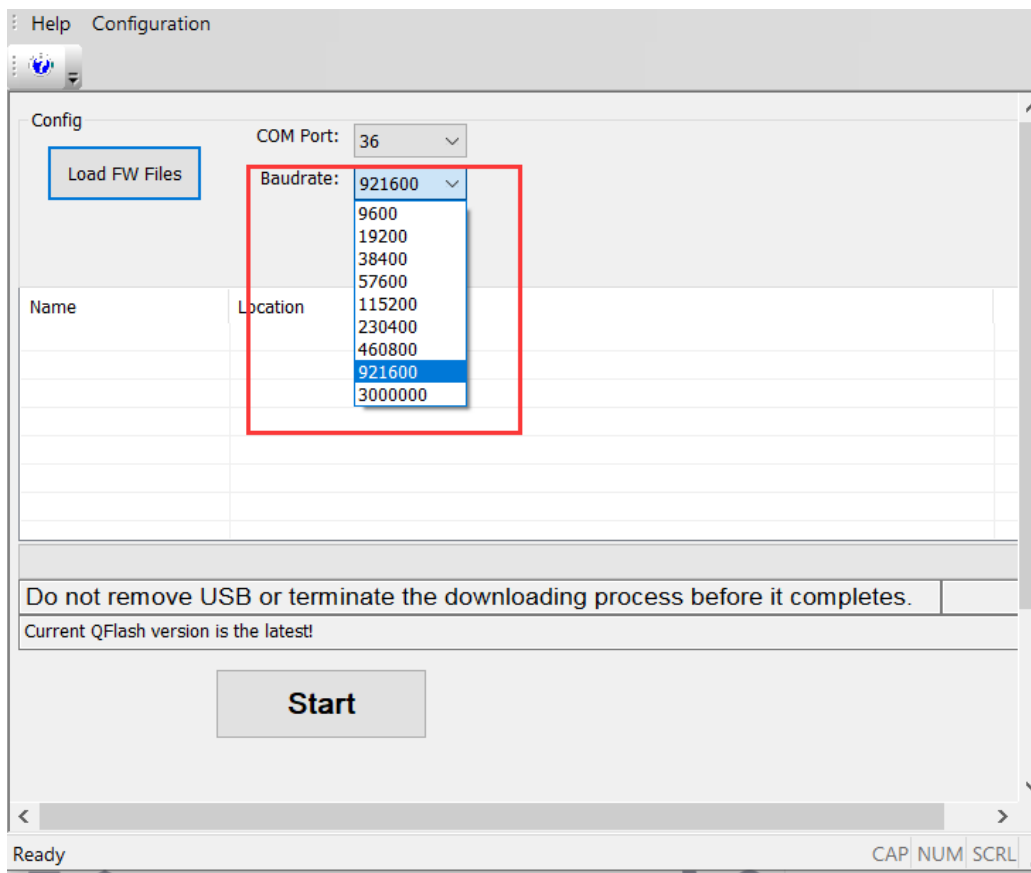 Help Configuration
Config
COM Port: 36
Load FW Files
Baudrate: 921600
9600
19200
38400
57600
115200
230400
460800
921600
3000000
Name Location
Do not remove USB or terminate the downloading process before it completes.
Current QFlash version is the latest!
Start
Ready CAP NUM SCRL